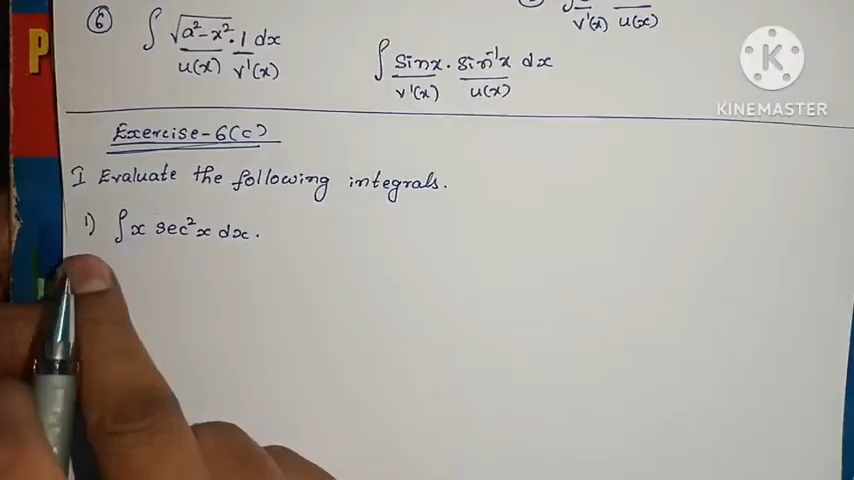 v'(x) u(x)
⑥ ∫ √a²-x² . 1 dx
u(x) v'(x)
∫ sinx . sin⁻¹x dx
v'(x) u(x)
KINEMASTER
Exercise-6(c)
I Evaluate the following integrals.
1) ∫ x sec²x dx.